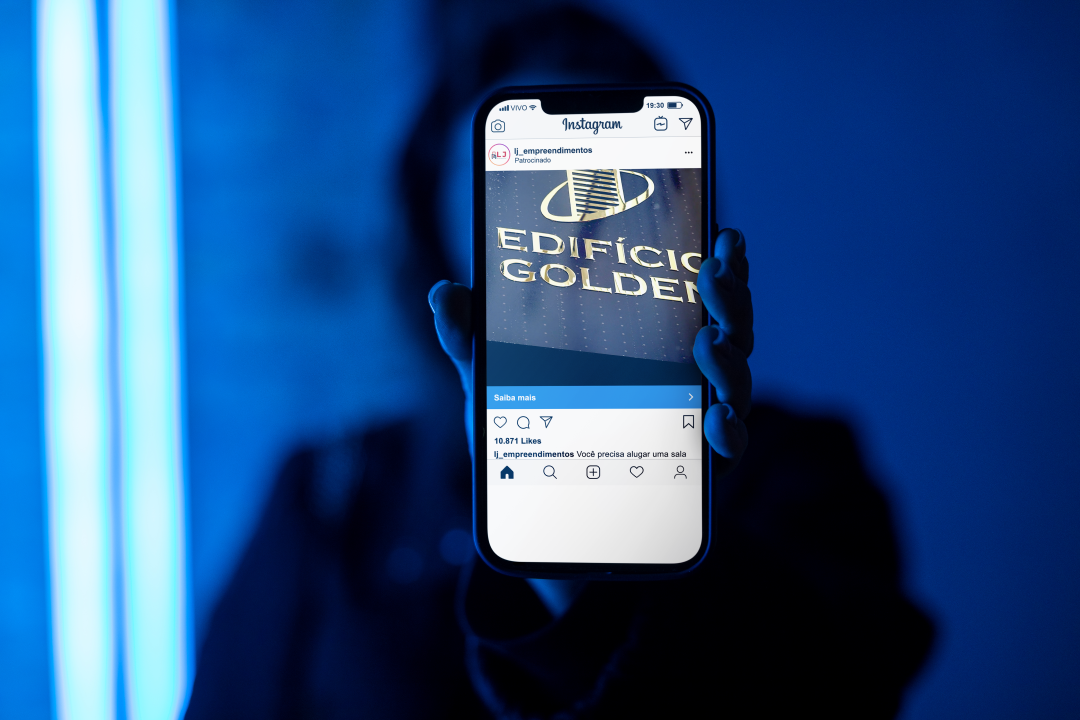 VIVO
19:30
Instagram
LJ
lj_empreendimentos
Patrocinado
EDIFÍCIO
GOLDEN
Saiba mais
10.871 Likes
lj_empreendimentos Você precisa alugar uma sala